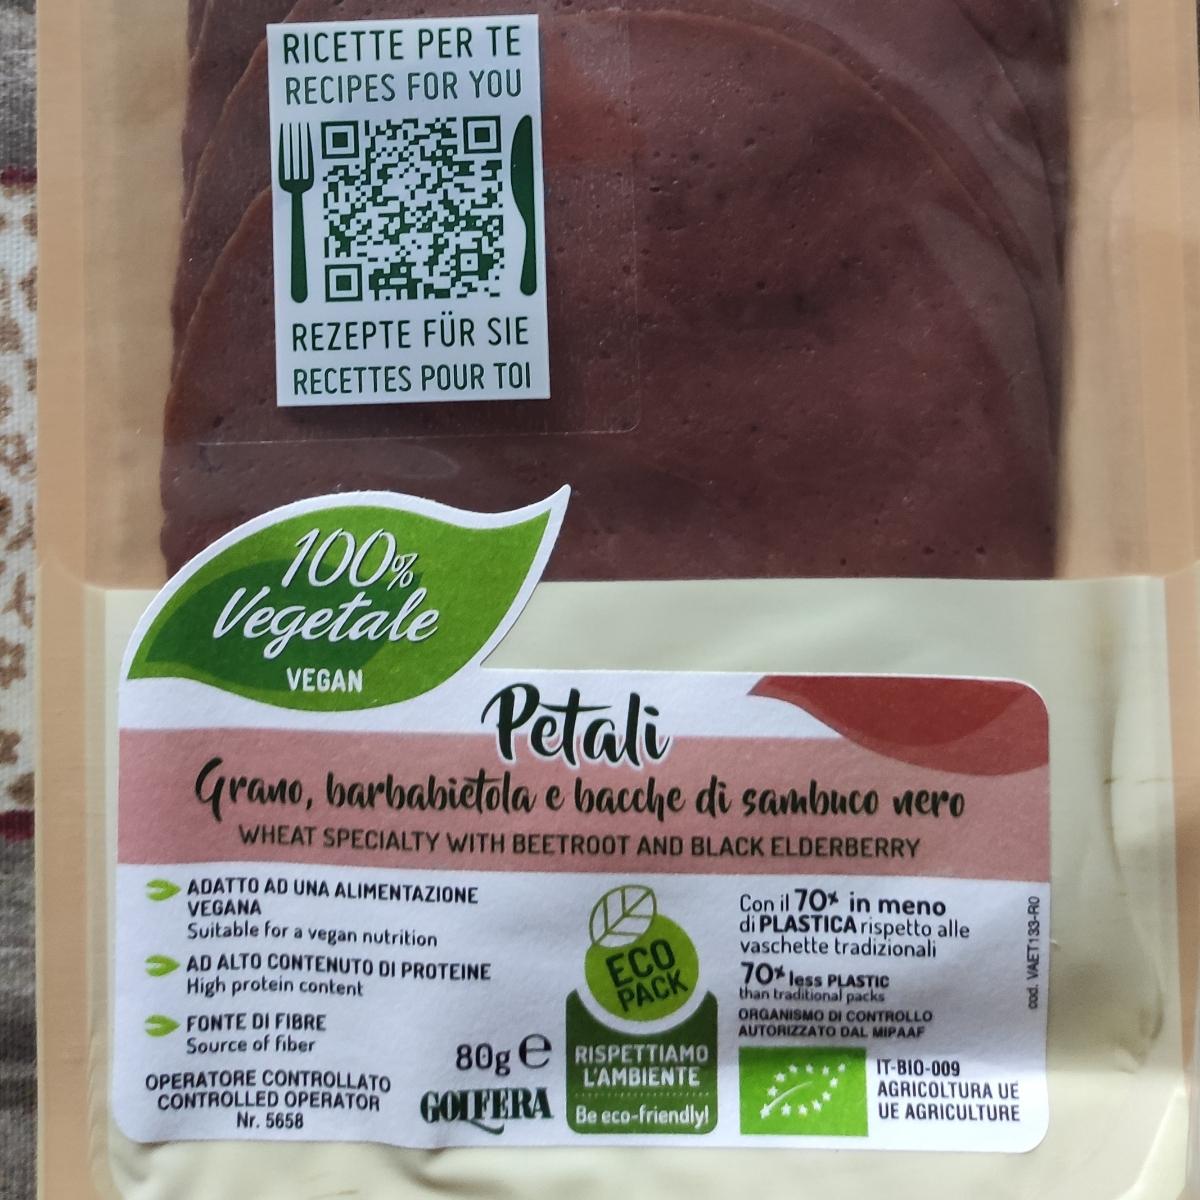 RICETTE PER TE
RECIPES FOR YOU
REZEPTE FÜR SIE
RECETTES POUR TOI
100%
Vegetale
VEGAN
Petali
Grano, barbabietola e bacche di sambuco nero
WHEAT SPECIALTY WITH BEETROOT AND BLACK ELDERBERRY
ADATTO AD UNA ALIMENTAZIONE
VEGANA
Suitable for a vegan nutrition
AD ALTO CONTENUTO DI PROTEINE
High protein content
FONTE DI FIBRE
Source of fiber
OPERATORE CONTROLLATO
CONTROLLED OPERATOR
Nr. 5658
80g e
GOLFERA
ECO
PACK
RISPETTIAMO
L'AMBIENTE
Be eco-friendly!
Con il 70% in meno
di PLASTICA rispetto alle
vaschette tradizionali
70% less PLASTIC
than traditional packs
ORGANISMO DI CONTROLLO
AUTORIZZATO DAL MIPAAF
IT-BIO-009
AGRICOLTURA UE
UE AGRICULTURE
cod. VAET133-R0